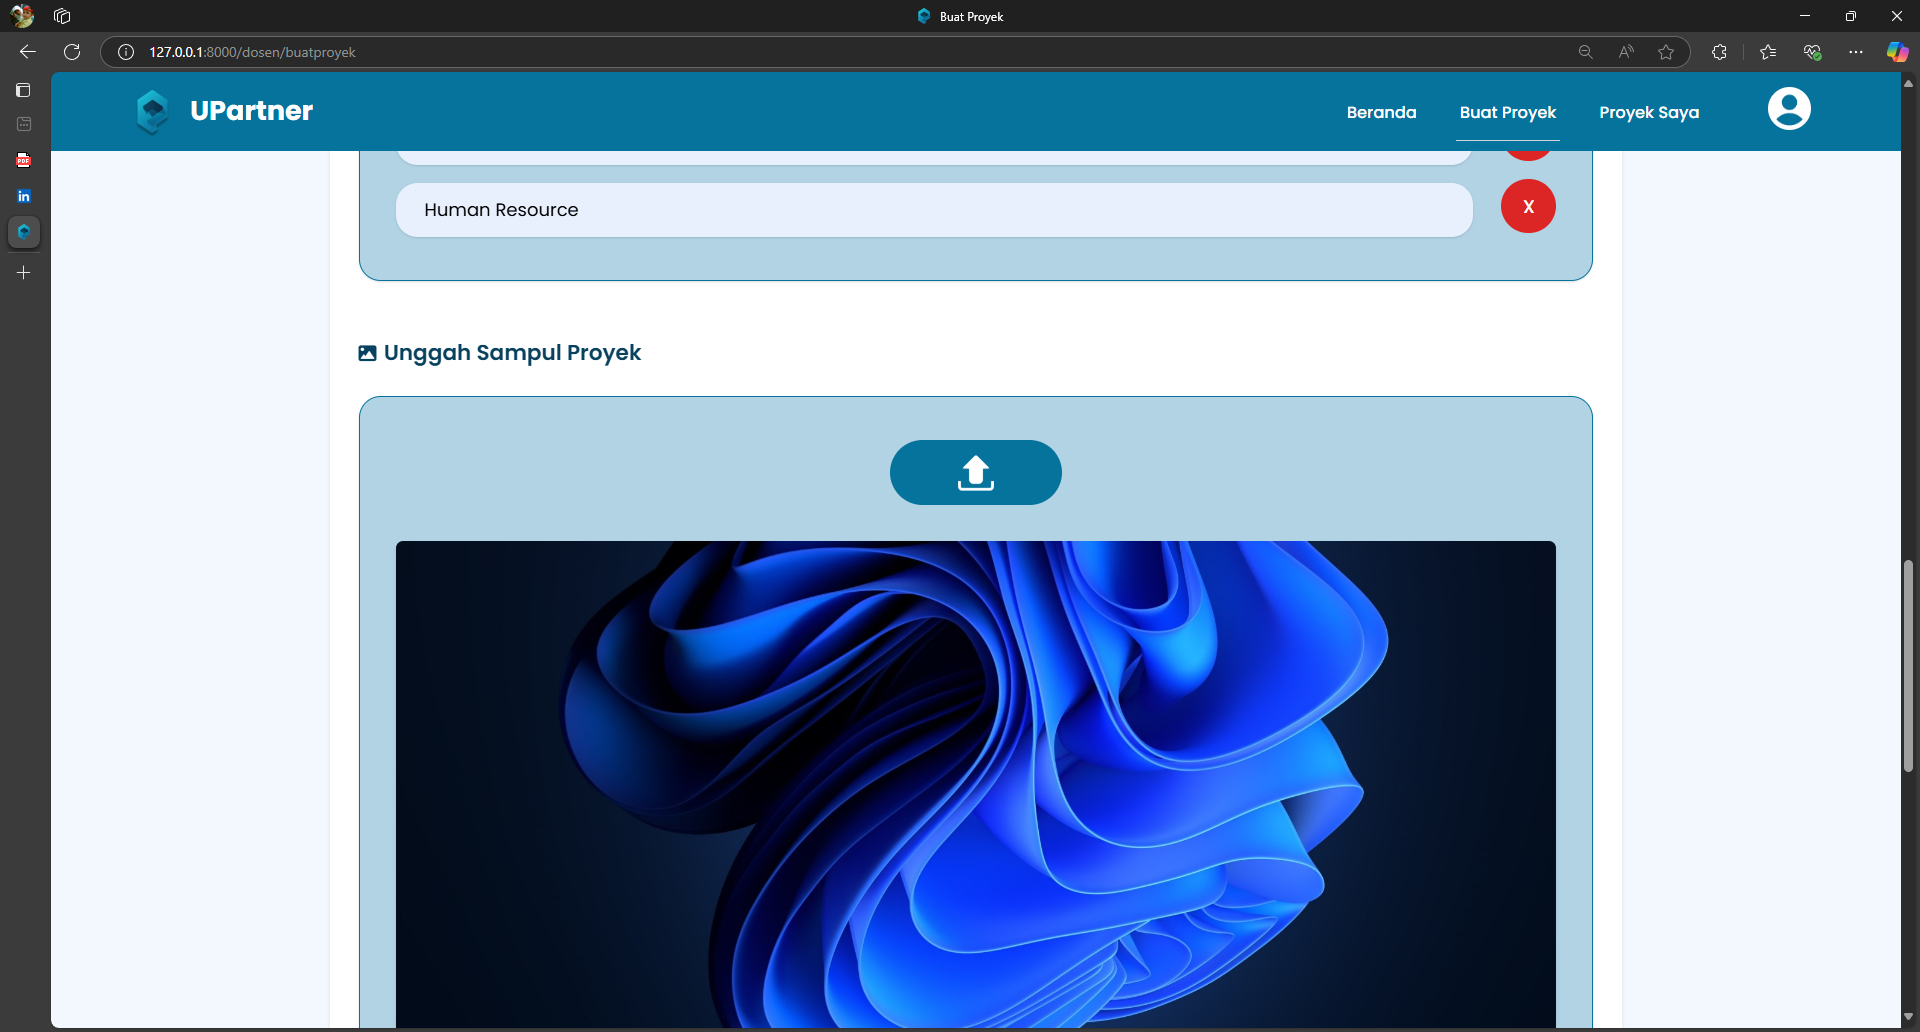 Buat Proyek
127.0.0.1:8000/dosen/buatproyek
UPartner
Beranda
Buat Proyek
Proyek Saya
Human Resource
X
Unggah Sampul Proyek